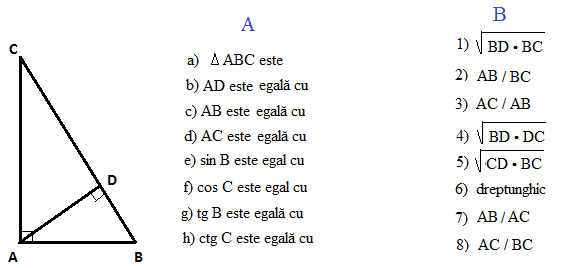 C
D
A
B
A
a) Δ ABC este
b) AD este egală cu
c) AB este egală cu
d) AC este egală cu
e) sin B este egal cu
f) cos C este egal cu
g) tg B este egală cu
h) ctg C este egală cu
B
1) √BD • BC
2) AB / BC
3) AC / AB
4) √BD • DC
5) √CD • BC
6) dreptunghic
7) AB / AC
8) AC / BC